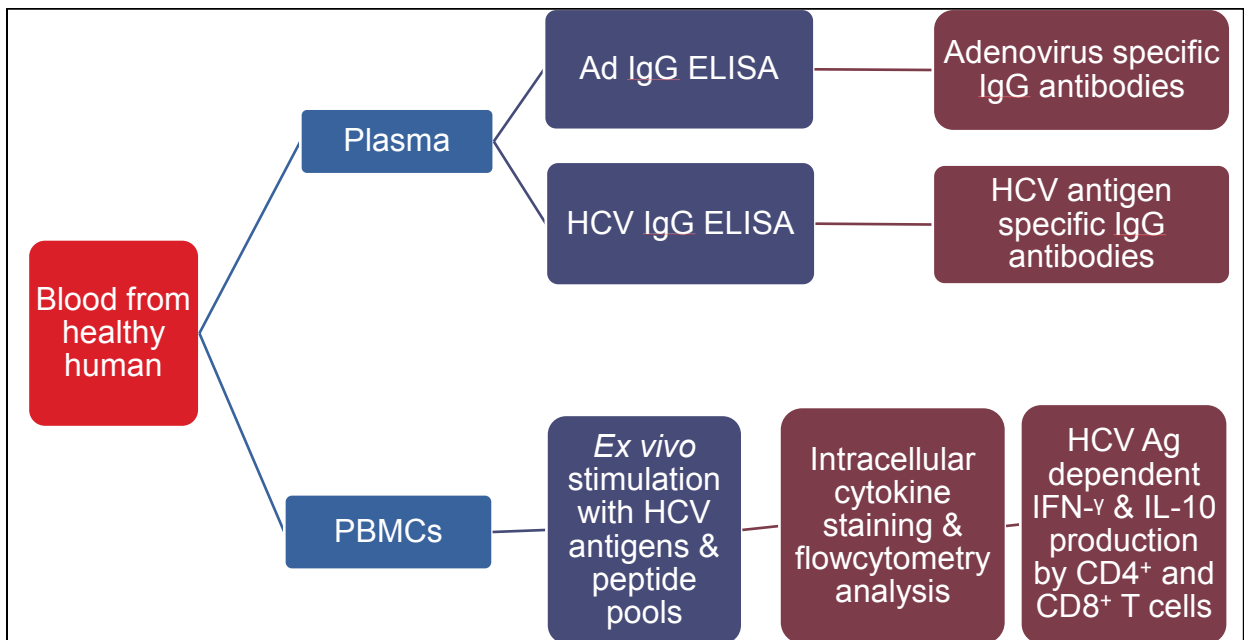 Blood from
healthy
human
Plasma
Ad IgG ELISA
Adenovirus specific
IgG antibodies
HCV IgG ELISA
HCV antigen
specific IgG
antibodies
PBMCs
Ex vivo
stimulation
with HCV
antigens &
peptide
pools
Intracellular
cytokine
staining &
flowcytometry
analysis
HCV Ag
dependent
IFN-γ & IL-10
production
by CD4⁺ and
CD8⁺ T cells